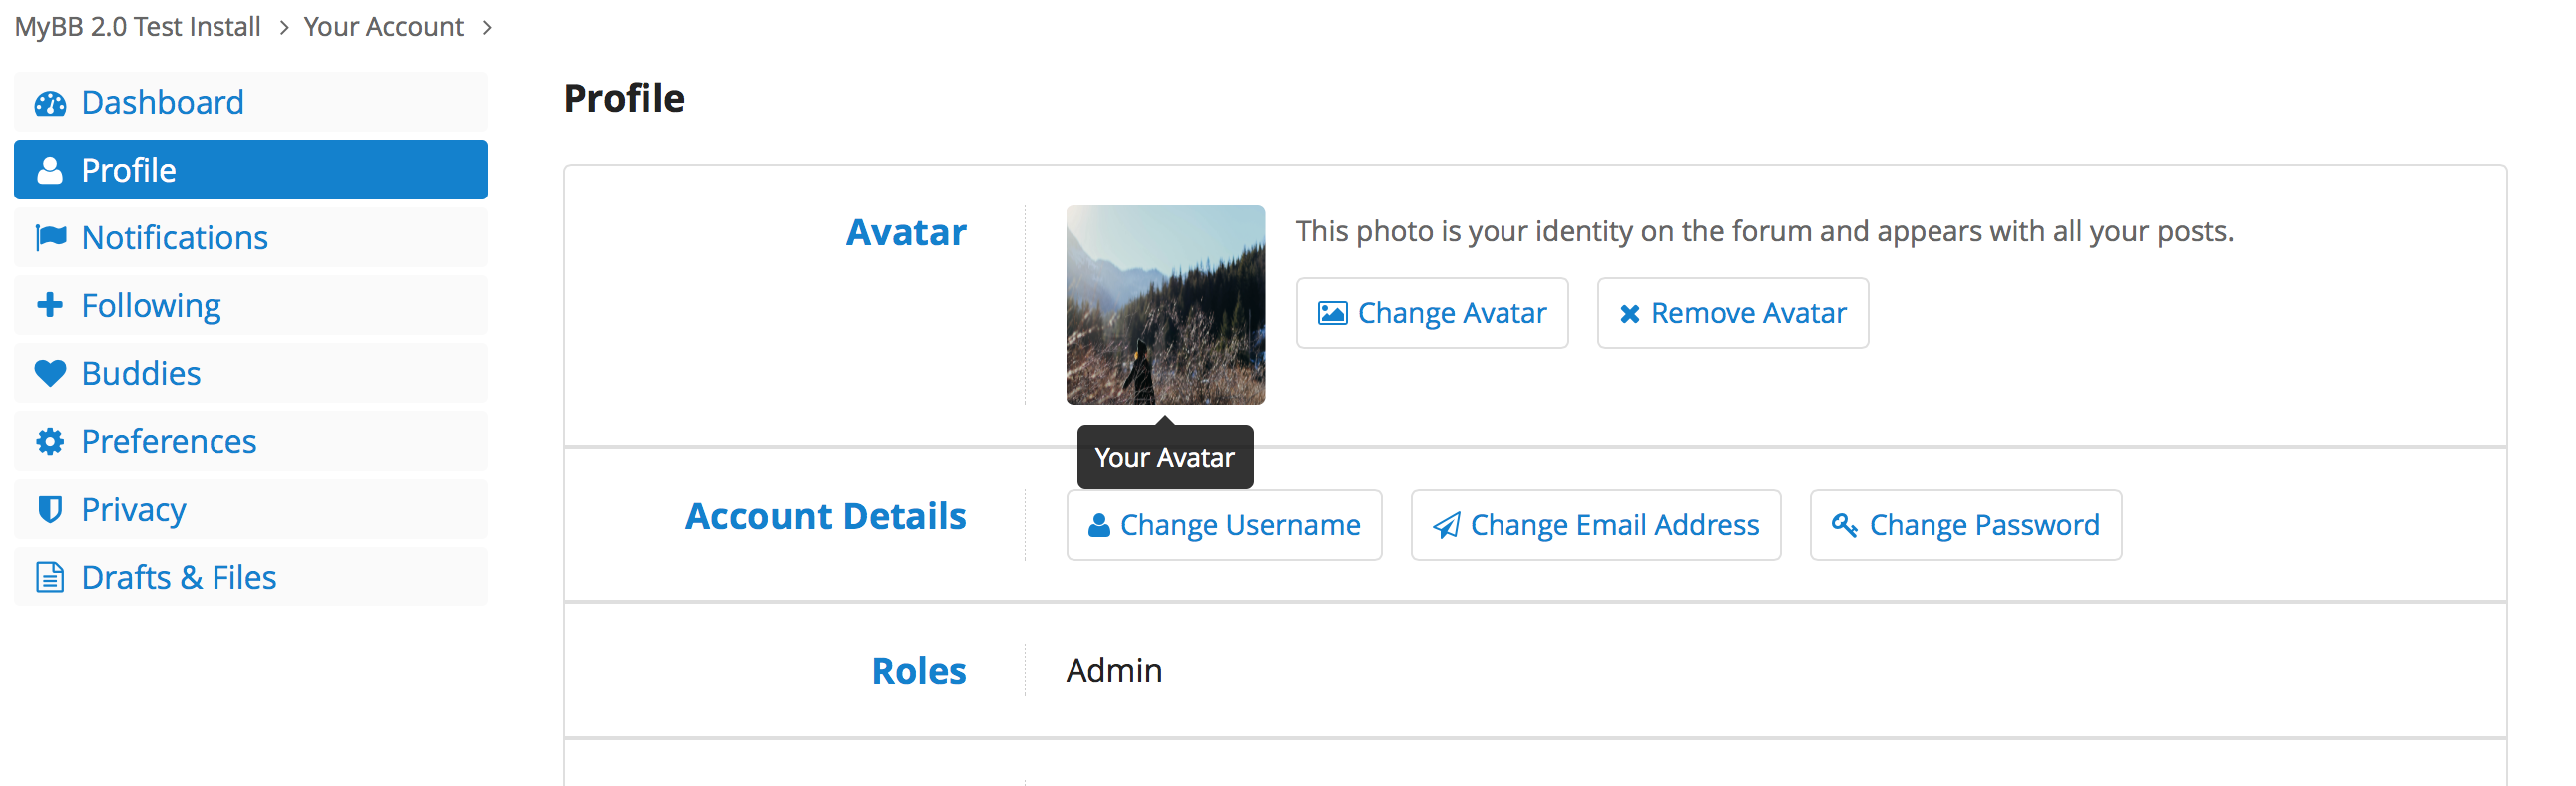 MyBB 2.0 Test Install > Your Account >
Dashboard
Profile
Notifications
Following
Buddies
Preferences
Privacy
Drafts & Files
Profile
Avatar
This photo is your identity on the forum and appears with all your posts.
Change Avatar
Remove Avatar
Your Avatar
Account Details
Change Username
Change Email Address
Change Password
Roles
Admin